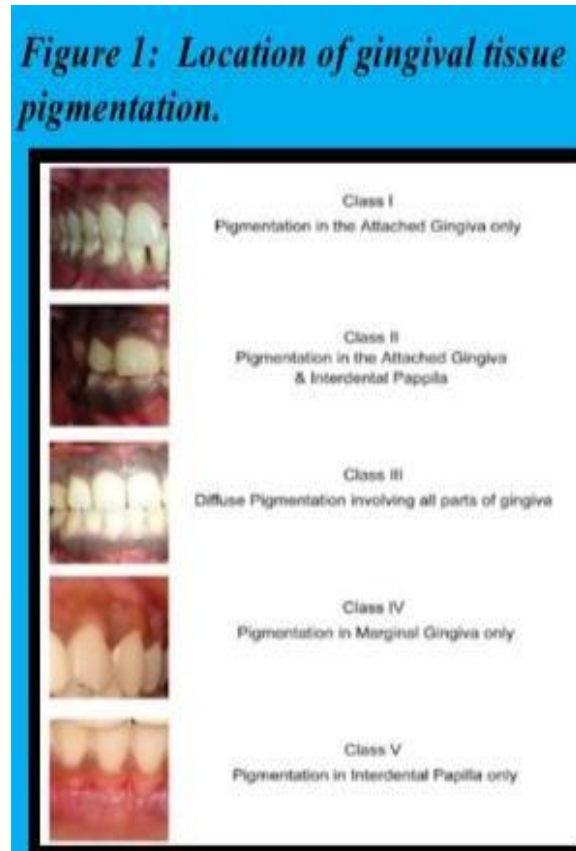 Figure 1: Location of gingival tissue
pigmentation.
Class I
Pigmentation in the Attached Gingiva only
Class II
Pigmentation in the Attached Gingiva
& Interdental Pappila
Class III
Diffuse Pigmentation involving all parts of gingiva
Class IV
Pigmentation in Marginal Gingiva only
Class V
Pigmentation in Interdental Papilla only